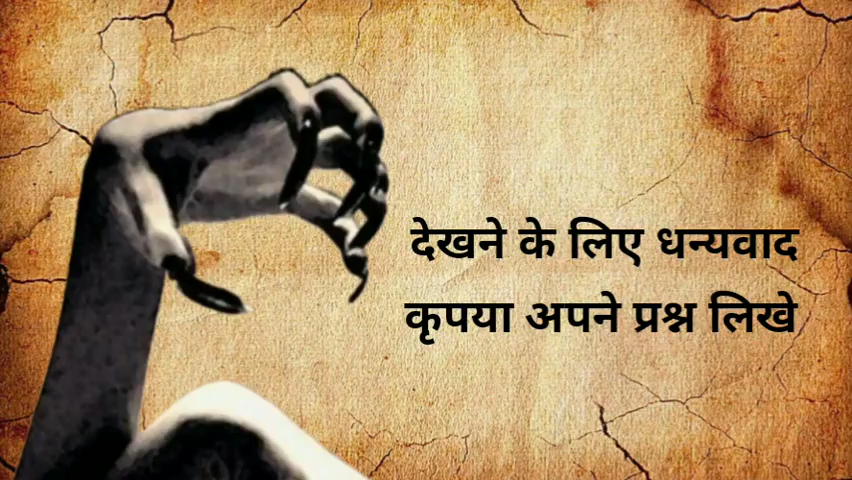 देखने के लिए धन्यवाद
कृपया अपने प्रश्न लिखे